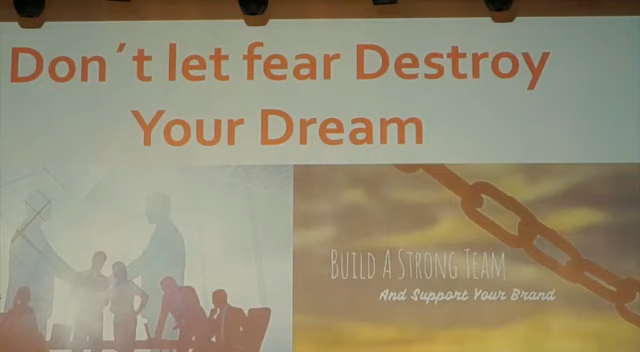 Don´t let fear Destroy
Your Dream
BUILD A STRONG TEAM
And Support Your Brand